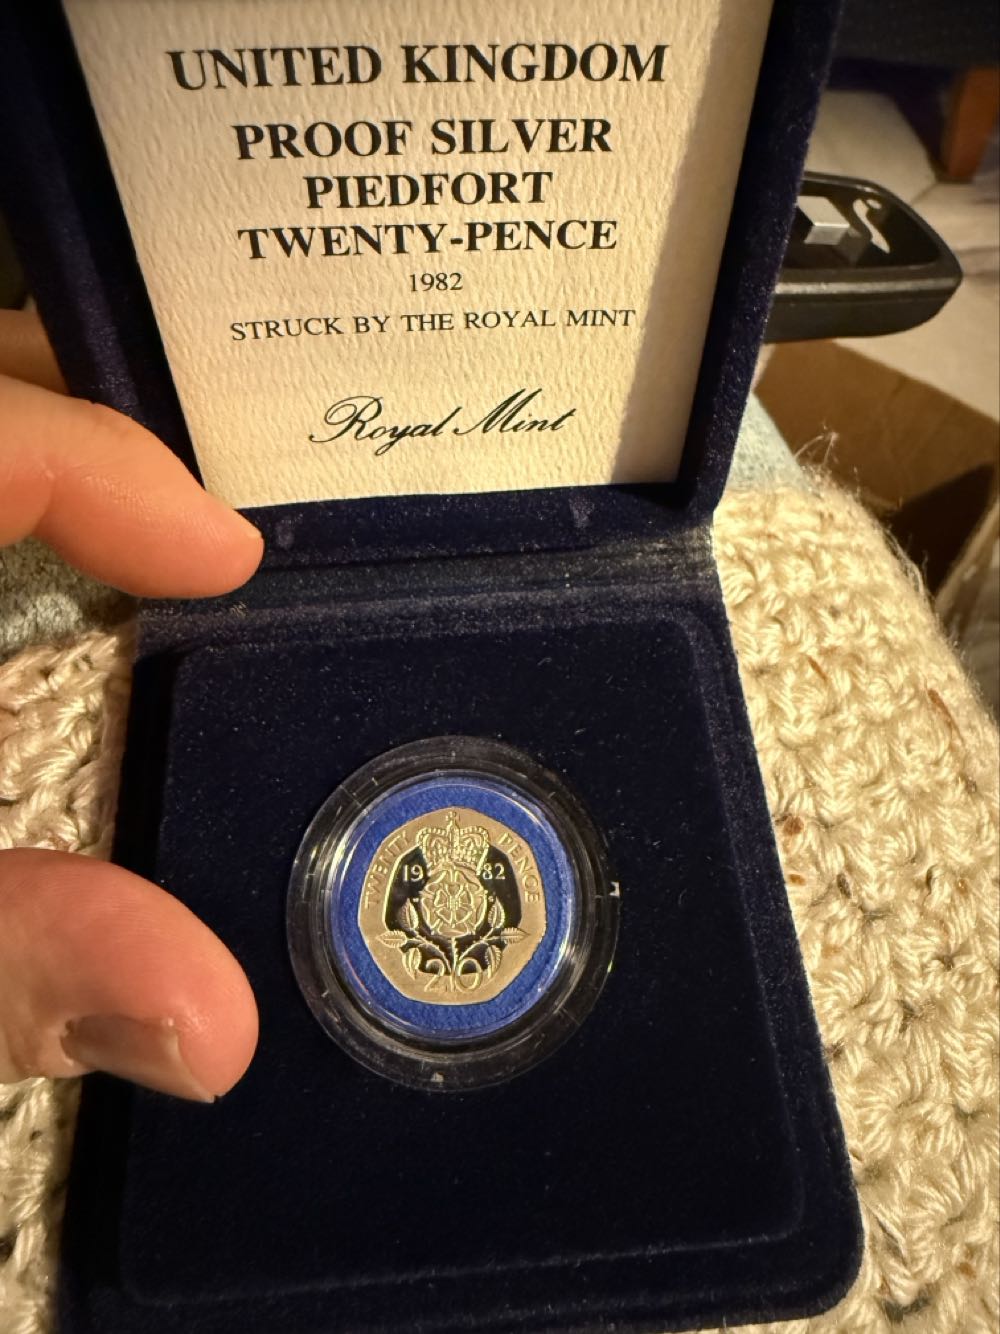 UNITED KINGDOM
PROOF SILVER
PIEDFORT
TWENTY-PENCE
1982
STRUCK BY THE ROYAL MINT
Royal Mint
TWENTY PENCE
19 82
20